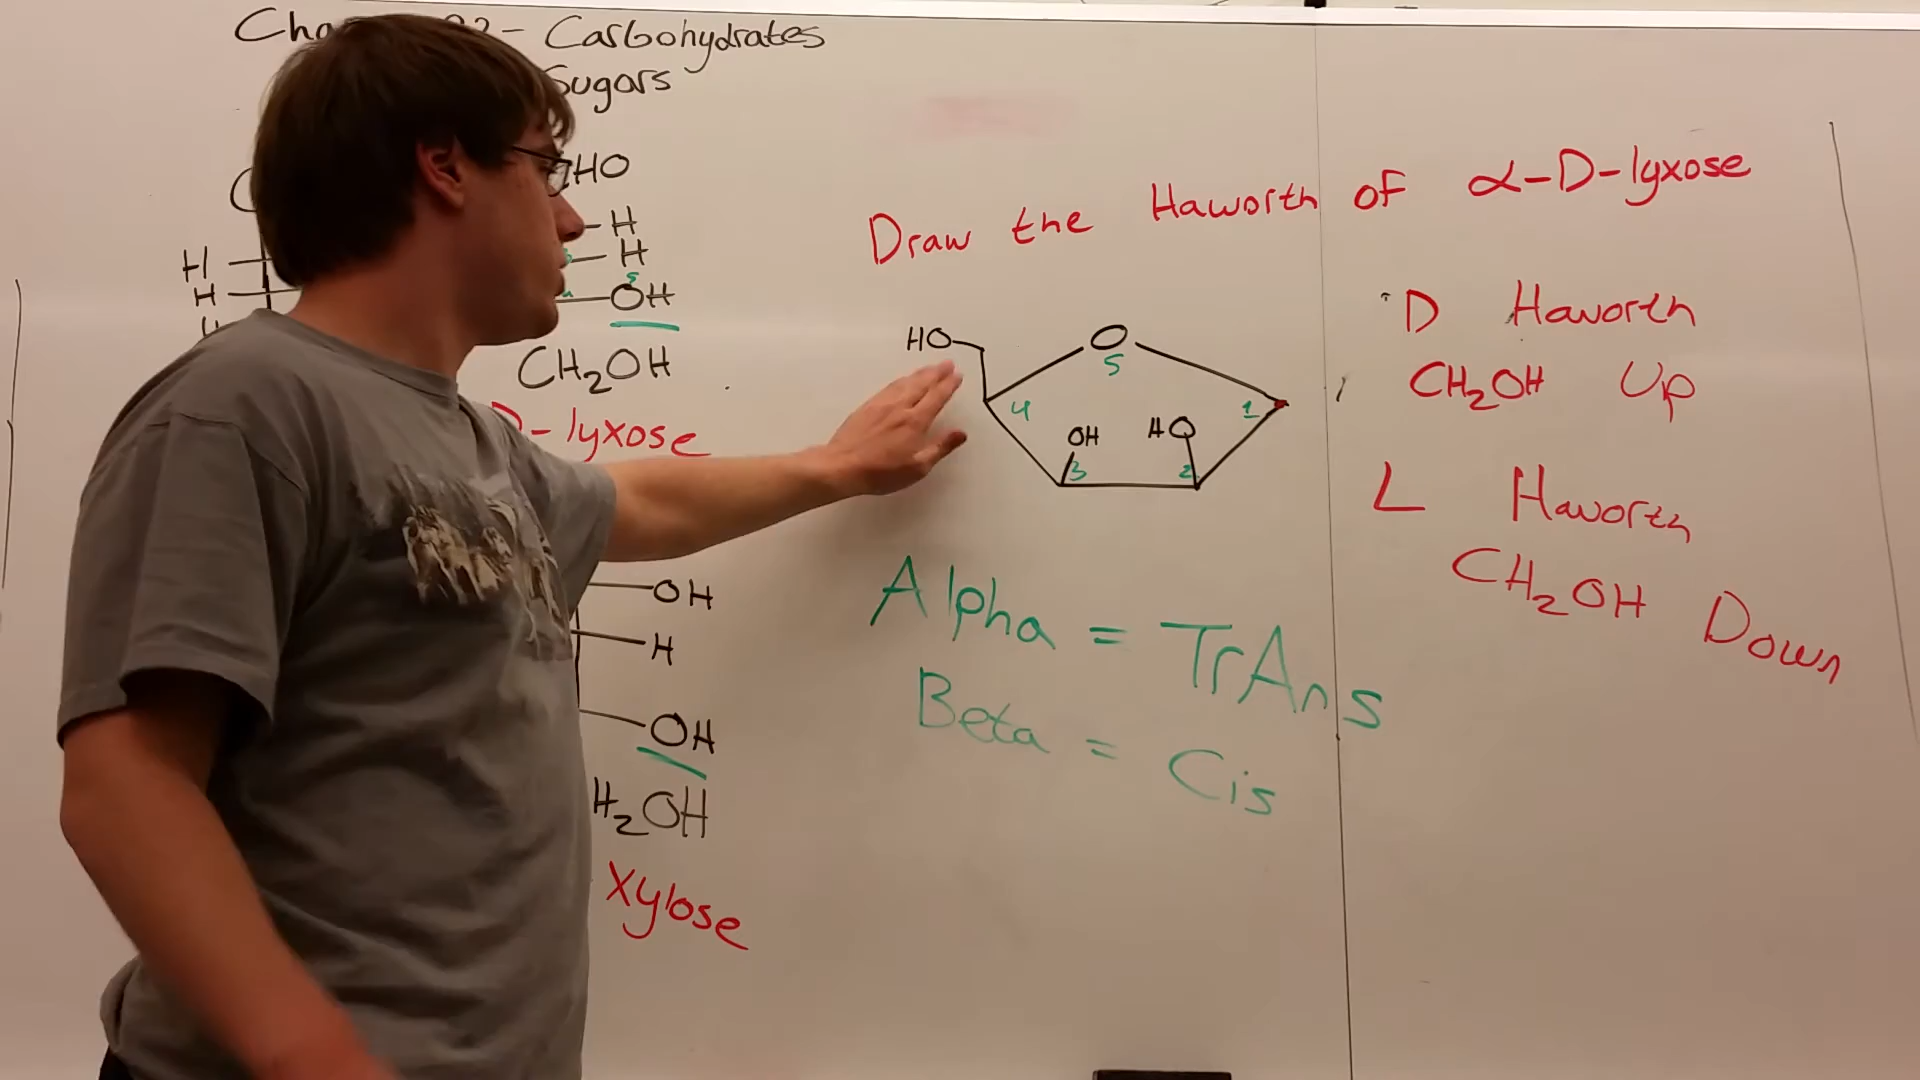 Carbohydrates
Sugars
HO
H
H
H
H
5
OH
CH₂OH
D-lyxose
OH
H
OH
H₂OH
Xylose
Draw the Haworth of α-D-lyxose
HO
O
5
4
1
OH
HO
3
2
Alpha = TrAns
Beta = Cis
D Haworth
CH₂OH Up
L Haworth
CH₂OH Down